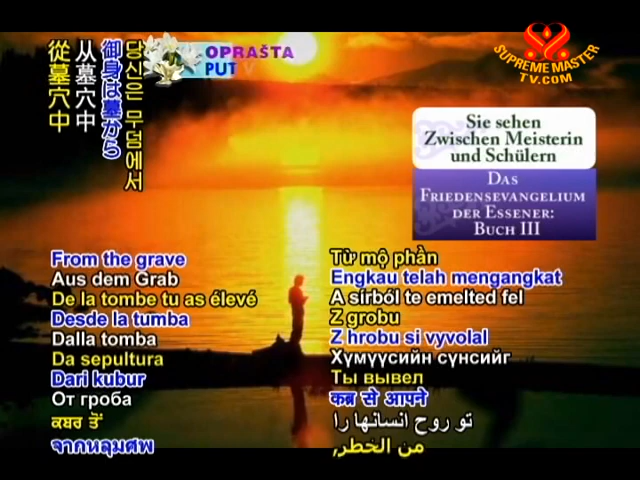 從墓穴中
从墓穴中
御身は墓から
당신은 무덤에서
OPRAŠTA
PUT
SUPREME MASTER
TV.COM
Sie sehen
Zwischen Meisterin
und Schülern
Das
Friedensevangelium
der Essener:
Buch III
From the grave
Aus dem Grab
De la tombe tu as élevé
Desde la tumba
Dalla tomba
Da sepultura
Dari kubur
От гроба
ਕਬਰ ਤੋਂ
จากหลุมศพ
Từ mộ phần
Engkau telah mengangkat
A sírból te emelted fel
Z grobu
Z hrobu si vyvolal
Хүмүүсийн сүнсийг
Ты вывел
कब्र से आपने
تو روح انسانها را
من الخطر,